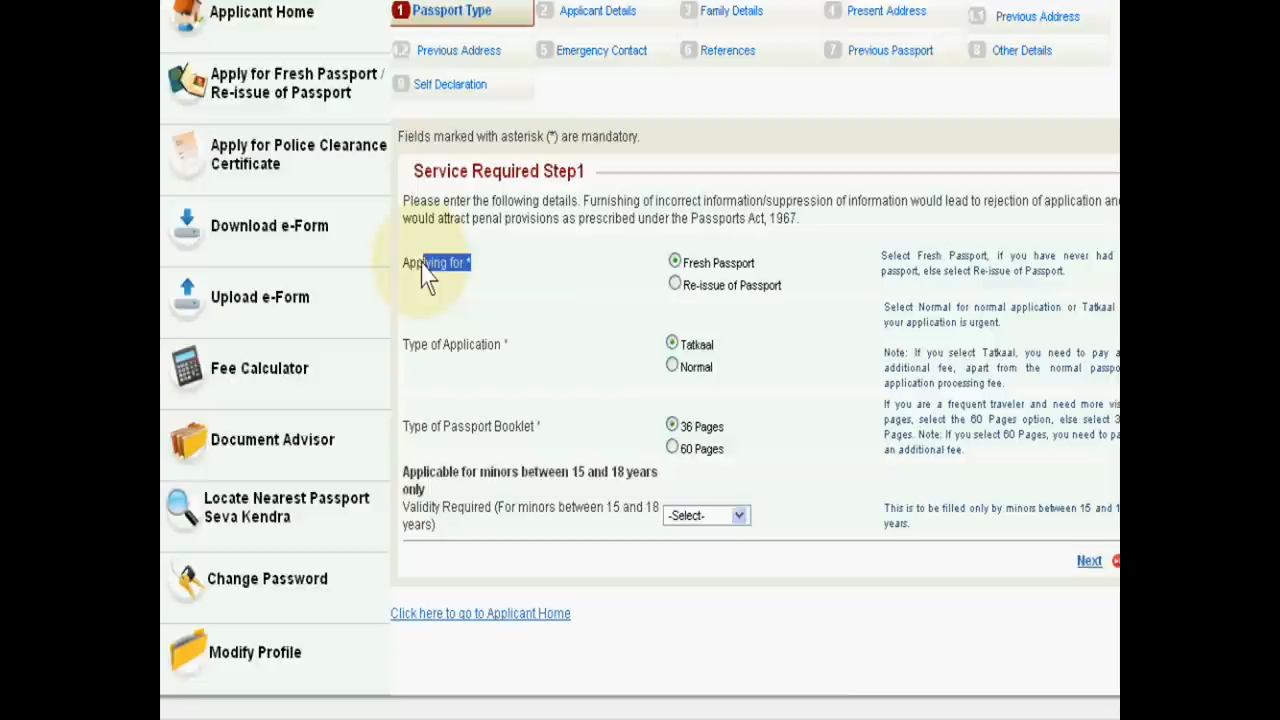 Applicant Home
Apply for Fresh Passport /
Re-issue of Passport
Apply for Police Clearance
Certificate
Download e-Form
Upload e-Form
Fee Calculator
Document Advisor
Locate Nearest Passport
Seva Kendra
Change Password
Modify Profile
1 Passport Type
2 Applicant Details
3 Family Details
4 Present Address
Previous Address
Previous Address
5 Emergency Contact
6 References
7 Previous Passport
8 Other Details
Self Declaration
Fields marked with asterisk (*) are mandatory.
Service Required Step1
Please enter the following details. Furnishing of incorrect information/suppression of information would lead to rejection of application and
would attract penal provisions as prescribed under the Passports Act, 1967.
Applying for *
Fresh Passport
Re-issue of Passport
Select Fresh Passport, if you have never had
passport, else select Re-issue of Passport.
Type of Application *
Tatkaal
Normal
Select Normal for normal application or Tatkaal
your application is urgent.
Note: If you select Tatkaal, you need to pay a
additional fee, apart from the normal passpo
application processing fee.
Type of Passport Booklet *
36 Pages
60 Pages
If you are a frequent traveler and need more vis
pages, select the 60 Pages option, else select 3
Pages. Note: If you select 60 Pages, you need to pa
an additional fee.
Applicable for minors between 15 and 18 years
only
Validity Required (For minors between 15 and 18
years)
-Select-
This is to be filled only by minors between 15 and 1
years.
Next
Click here to go to Applicant Home